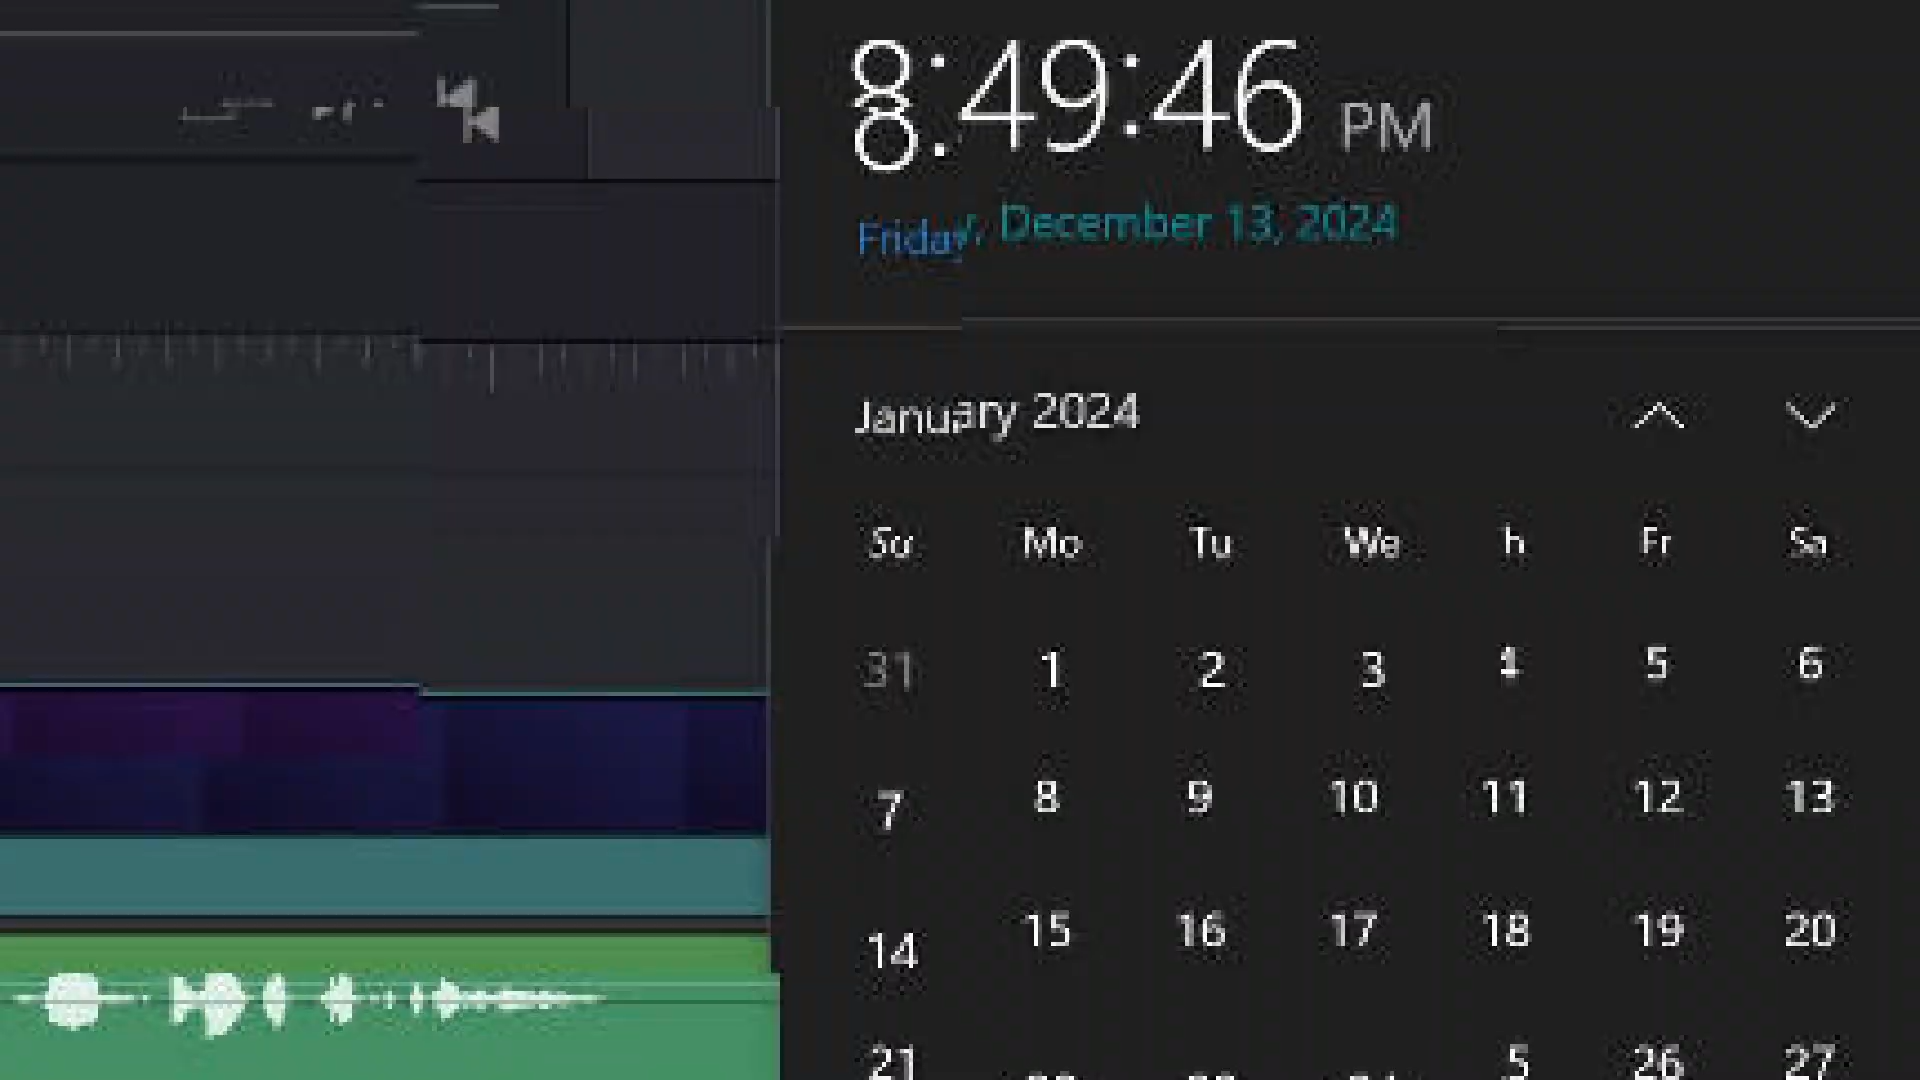 8:49:46 PM
Friday, December 13, 2024
January 2024
Su Mo Tu We h Fr Sa
31 1 2 3 4 5 6
7 8 9 10 11 12 13
14 15 16 17 18 19 20
21 5 26 27